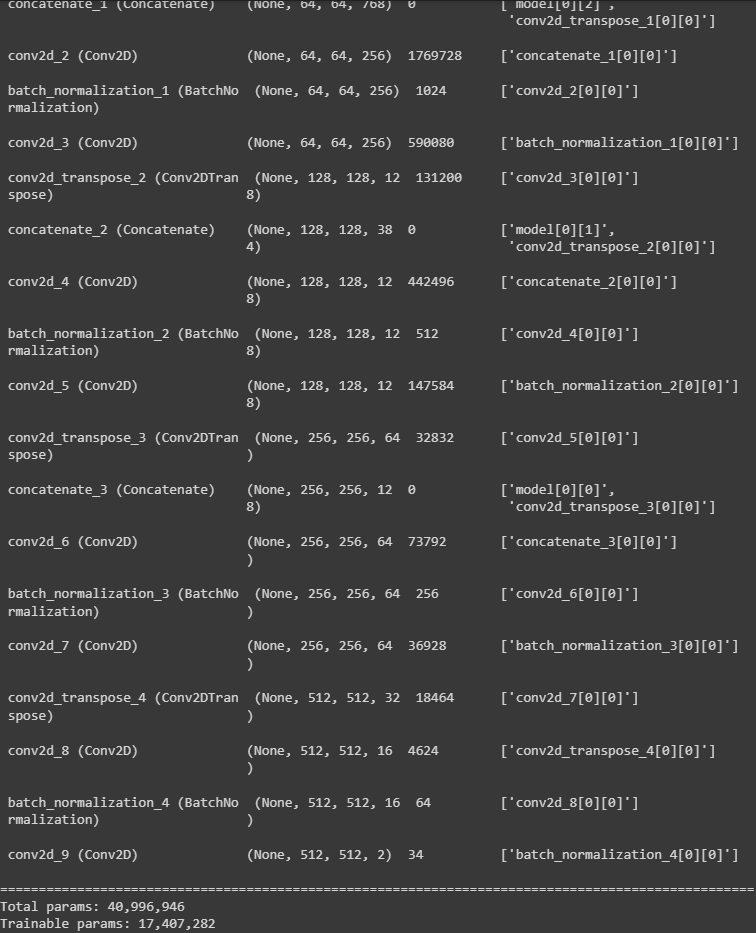 concatenate_1 (Concatenate)    (None, 64, 64, 768)  0           ['model[0][2]',
'conv2d_transpose_1[0][0]']
conv2d_2 (Conv2D)              (None, 64, 64, 256)  1769728     ['concatenate_1[0][0]']
batch_normalization_1 (BatchNo  (None, 64, 64, 256)  1024       ['conv2d_2[0][0]']
rmalization)
conv2d_3 (Conv2D)              (None, 64, 64, 256)  590080      ['batch_normalization_1[0][0]']
conv2d_transpose_2 (Conv2DTran  (None, 128, 128, 12  131200     ['conv2d_3[0][0]']
spose)                         8)
concatenate_2 (Concatenate)    (None, 128, 128, 38  0           ['model[0][1]',
4)                                'conv2d_transpose_2[0][0]']
conv2d_4 (Conv2D)              (None, 128, 128, 12  442496      ['concatenate_2[0][0]']
8)
batch_normalization_2 (BatchNo  (None, 128, 128, 12  512        ['conv2d_4[0][0]']
rmalization)                   8)
conv2d_5 (Conv2D)              (None, 128, 128, 12  147584      ['batch_normalization_2[0][0]']
8)
conv2d_transpose_3 (Conv2DTran  (None, 256, 256, 64  32832      ['conv2d_5[0][0]']
spose)                         )
concatenate_3 (Concatenate)    (None, 256, 256, 12  0           ['model[0][0]',
8)                                'conv2d_transpose_3[0][0]']
conv2d_6 (Conv2D)              (None, 256, 256, 64  73792       ['concatenate_3[0][0]']
)
batch_normalization_3 (BatchNo  (None, 256, 256, 64  256        ['conv2d_6[0][0]']
rmalization)                   )
conv2d_7 (Conv2D)              (None, 256, 256, 64  36928       ['batch_normalization_3[0][0]']
)
conv2d_transpose_4 (Conv2DTran  (None, 512, 512, 32  18464      ['conv2d_7[0][0]']
spose)                         )
conv2d_8 (Conv2D)              (None, 512, 512, 16  4624        ['conv2d_transpose_4[0][0]']
)
batch_normalization_4 (BatchNo  (None, 512, 512, 16  64         ['conv2d_8[0][0]']
rmalization)                   )
conv2d_9 (Conv2D)              (None, 512, 512, 2)  34          ['batch_normalization_4[0][0]']
==================================================================================================
Total params: 40,996,946
Trainable params: 17,407,282